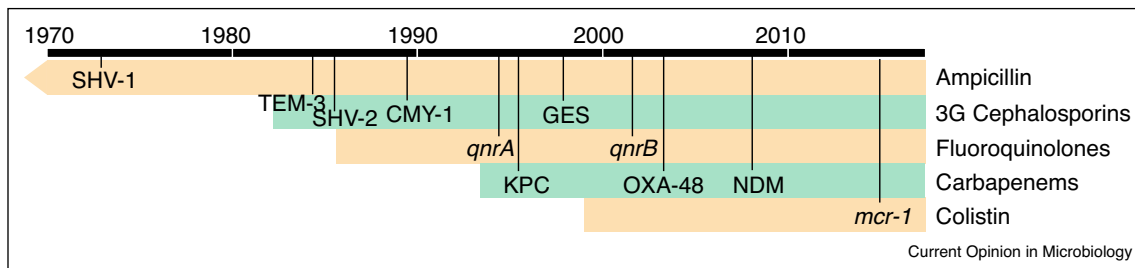 1970 1980 1990 2000 2010
SHV-1 Ampicillin
TEM-3 SHV-2 CMY-1 GES 3G Cephalosporins
qnrA qnrB Fluoroquinolones
KPC OXA-48 NDM Carbapenems
mcr-1 Colistin
Current Opinion in Microbiology